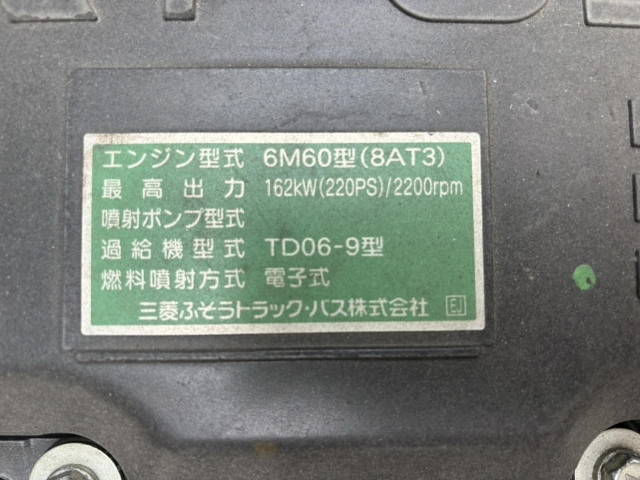 エンジン型式 6M60型(8AT3)
最高出力 162kW(220PS)/2200rpm
噴射ポンプ型式
過給機型式 TD06-9型
燃料噴射方式 電子式
三菱ふそうトラック・バス株式会社 EJ